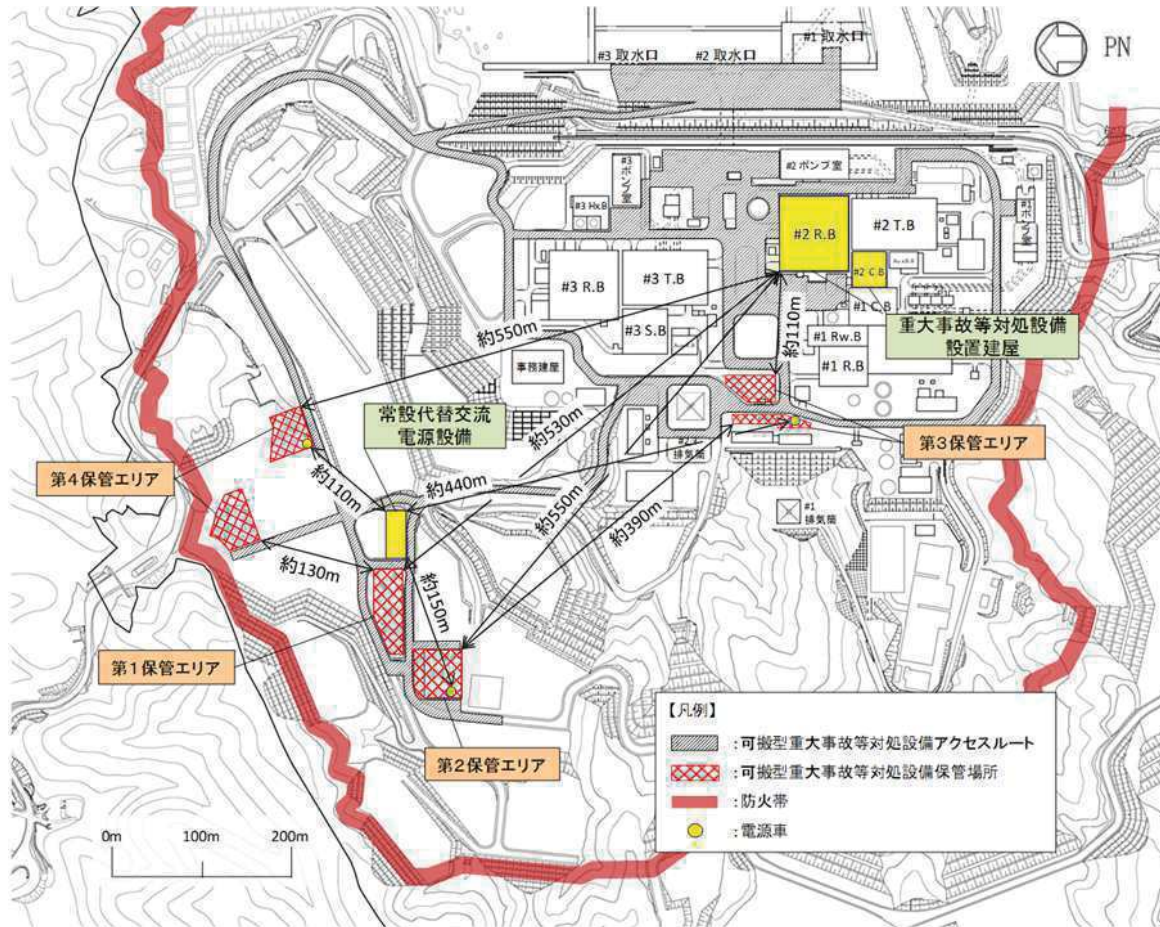 #1 取水口
#3 取水口
#2 取水口
PN
#3 ポンプ室
#2 ポンプ室
#1 ポンプ室
#3 Hx.B
#2 R.B
#2 T.B
#2 C.B
#3 R.B
#3 T.B
#1 C.B
#3 S.B
#1 Rw.B
#1 R.B
事務建屋
重大事故等対処設備
設置建屋
約550m
約110m
常設代替交流
電源設備
約530m
第3保管エリア
排気筒
第4保管エリア
約110m
約440m
約550m
約390m
#1
排気筒
約130m
約150m
第1保管エリア
第2保管エリア
【凡例】
:可搬型重大事故等対処設備アクセスルート
:可搬型重大事故等対処設備保管場所
:防火帯
:電源車
0m 100m 200m